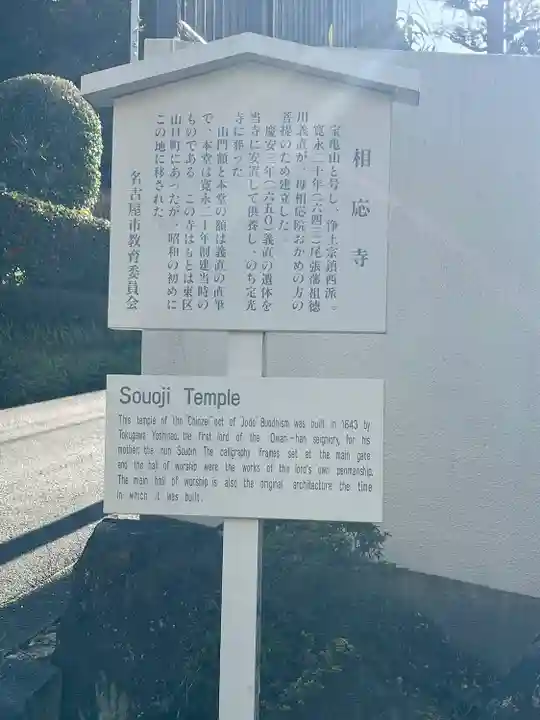 相応寺
宝亀山と号し、浄土宗鎮西派。
寛永二十年(一六四三)尾張藩祖徳
川義直が、母相応院おかめの方の
菩提のため建立した。
慶安三年(一六五〇)義直の遺体を
当寺に安置して供養し、のち定光
寺に葬った。
山門額と本堂の額は義直の直筆
で、本堂は寛永二十年創建当時の
ものである。この寺はもとは東区
山口町にあったが、昭和の初めに
この地に移された。
名古屋市教育委員会
Souoji Temple
This temple of the "Chinzei" sect of Jodo Buddhism was built in 1643 by
Tokugawa Yoshinao, the first lord of the Owari-han seigniory, for his
mother, the nun Souoin. The calligraphy frames set at the main gate
and the hall of worship were the works of the lord's own penmanship.
The main hall of worship is also the original architecture the time
in which it was built.